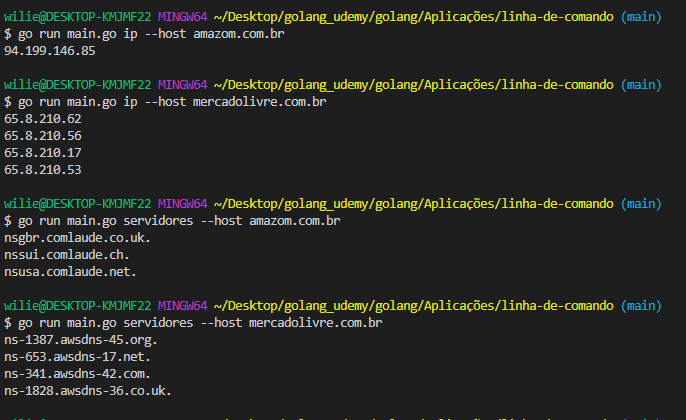 wilie@DESKTOP-KMJMF22 MINGW64 ~/Desktop/golang_udemy/golang/Aplicações/linha-de-comando (main)
$ go run main.go ip --host amazom.com.br
94.199.146.85
wilie@DESKTOP-KMJMF22 MINGW64 ~/Desktop/golang_udemy/golang/Aplicações/linha-de-comando (main)
$ go run main.go ip --host mercadolivre.com.br
65.8.210.62
65.8.210.56
65.8.210.17
65.8.210.53
wilie@DESKTOP-KMJMF22 MINGW64 ~/Desktop/golang_udemy/golang/Aplicações/linha-de-comando (main)
$ go run main.go servidores --host amazom.com.br
nsgbr.comlaude.co.uk.
nssui.comlaude.ch.
nsusa.comlaude.net.
wilie@DESKTOP-KMJMF22 MINGW64 ~/Desktop/golang_udemy/golang/Aplicações/linha-de-comando (main)
$ go run main.go servidores --host mercadolivre.com.br
ns-1387.awsdns-45.org.
ns-653.awsdns-17.net.
ns-341.awsdns-42.com.
ns-1828.awsdns-36.co.uk.